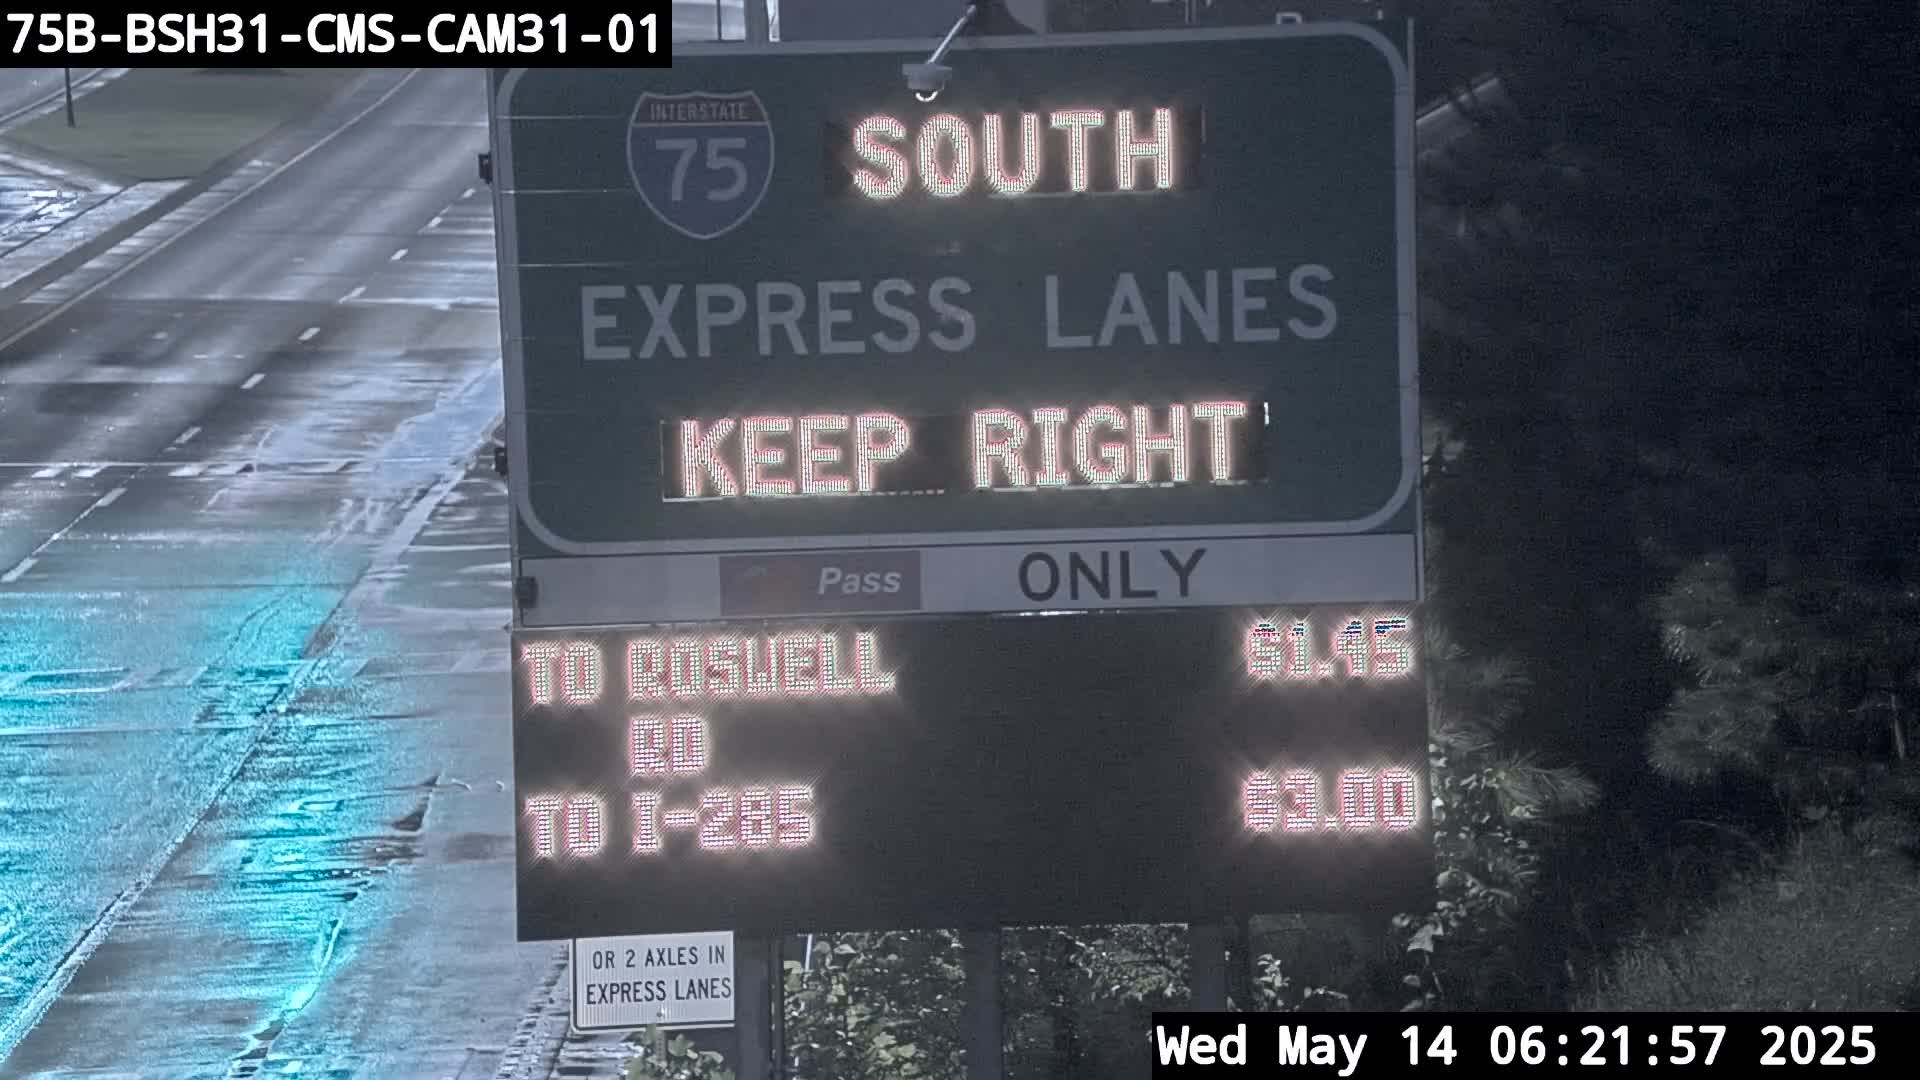 75B-BSH31-CMS-CAM31-01
INTERSTATE
75
SOUTH
EXPRESS LANES
KEEP RIGHT
Pass ONLY
TO ROSWELL $1.45
RD
TO I-285 $3.00
OR 2 AXLES IN
EXPRESS LANES
Wed May 14 06:21:57 2025